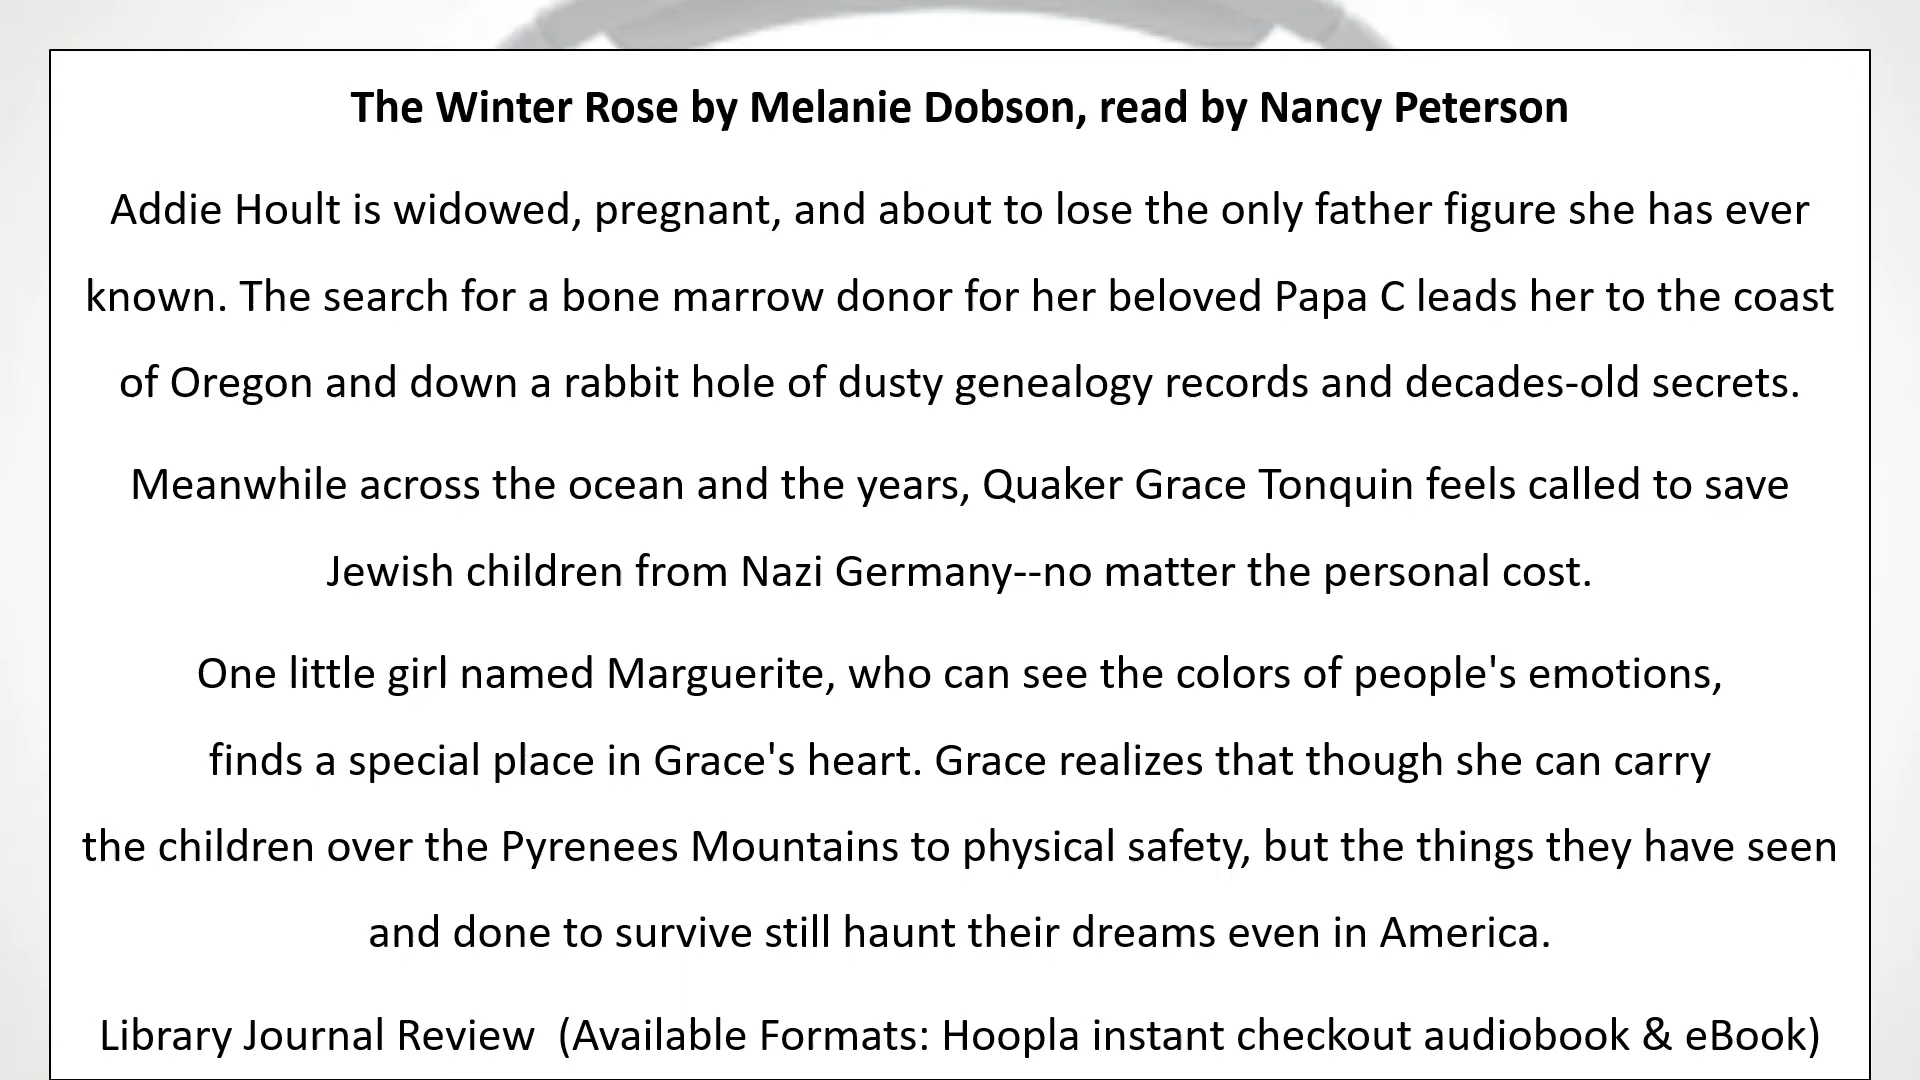 The Winter Rose by Melanie Dobson, read by Nancy Peterson
Addie Hoult is widowed, pregnant, and about to lose the only father figure she has ever
known. The search for a bone marrow donor for her beloved Papa C leads her to the coast
of Oregon and down a rabbit hole of dusty genealogy records and decades-old secrets.
Meanwhile across the ocean and the years, Quaker Grace Tonquin feels called to save
Jewish children from Nazi Germany--no matter the personal cost.
One little girl named Marguerite, who can see the colors of people's emotions,
finds a special place in Grace's heart. Grace realizes that though she can carry
the children over the Pyrenees Mountains to physical safety, but the things they have seen
and done to survive still haunt their dreams even in America.
Library Journal Review  (Available Formats: Hoopla instant checkout audiobook & eBook)